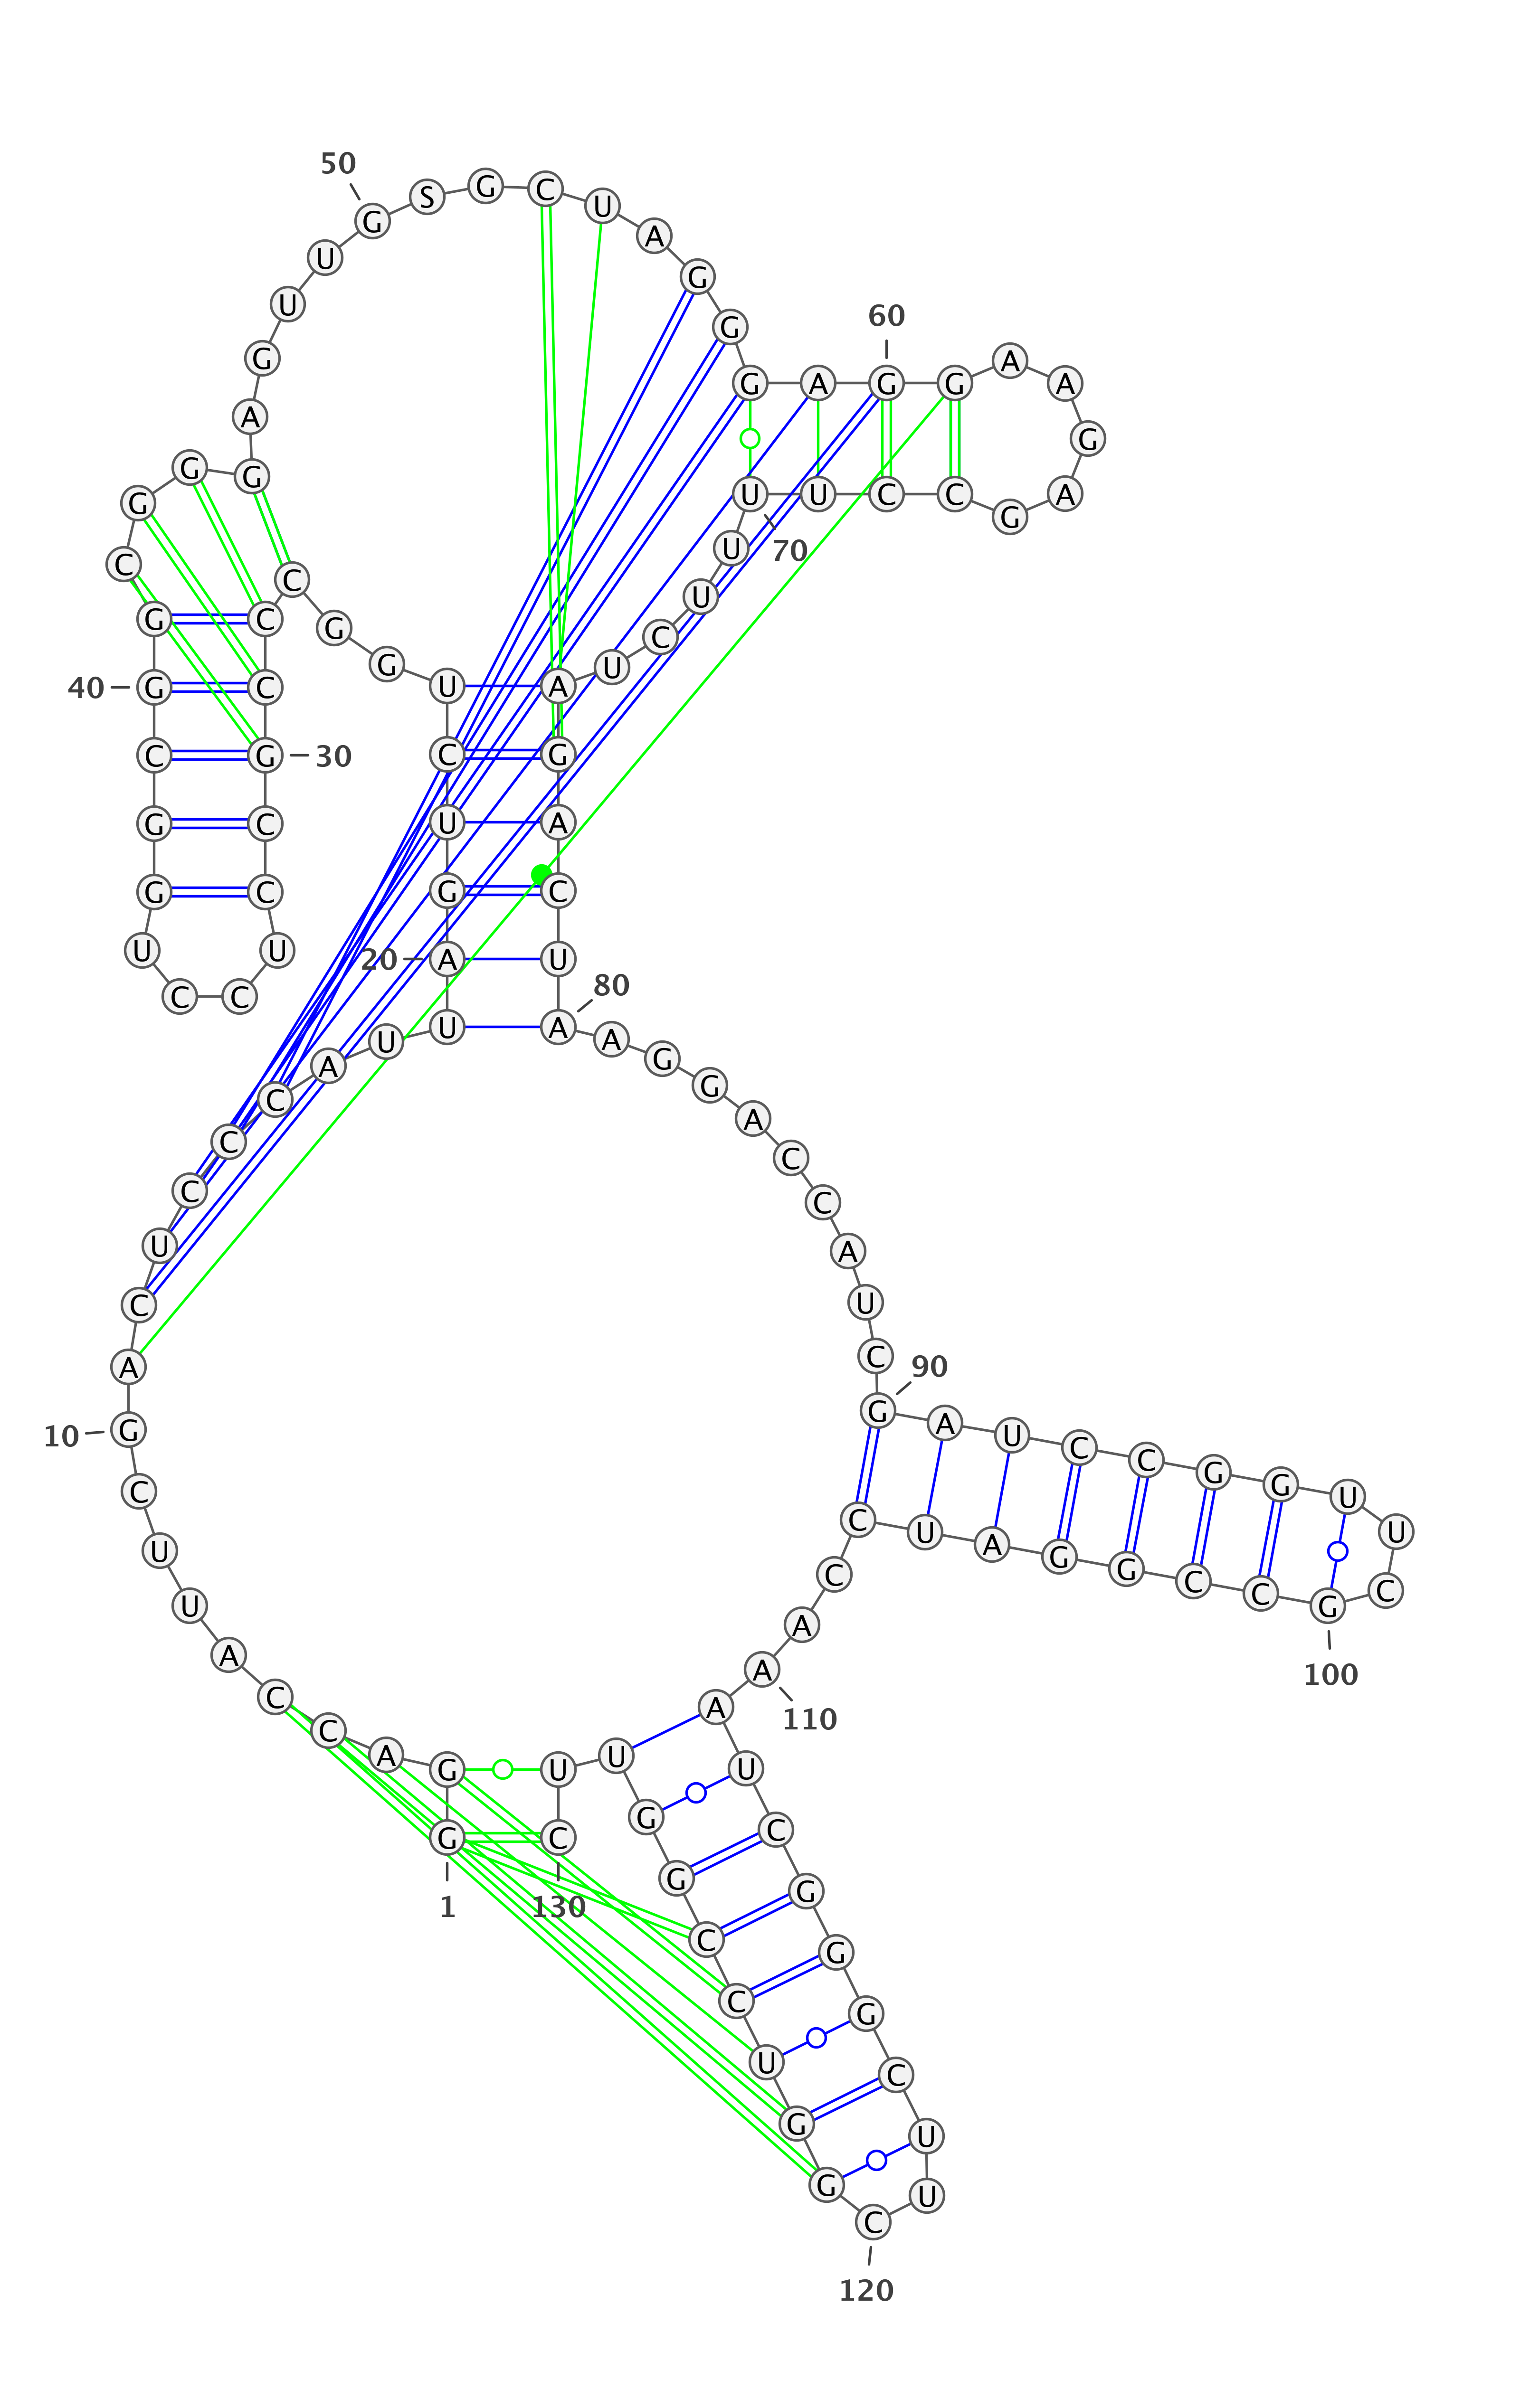 1
G G A C C A U U C G
10
A C U C C C A U U A
20
G U C U G G C C C G
30
C C U C C U G G C G
40
G C G G G A G U U G
50
S G C U A G G G A G
60
G A A G A G C C U U
70
U U C U A G A C U A
80
A G G A C C A U C G
90
A U C C G G U U C G
100
C C G G A U C C A A
110
A U C G G G C U U C
120
G G U C C G G U U C
130